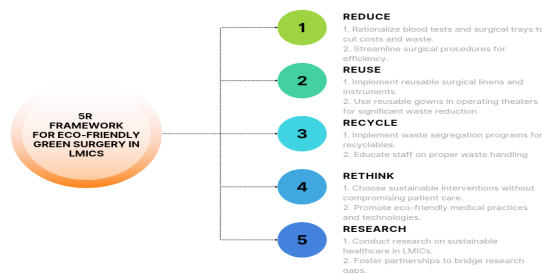 5R
FRAMEWORK
FOR ECO-FRIENDLY
GREEN SURGERY IN
LMICS
1
REDUCE
1. Rationalize blood tests and surgical trays to
cut costs and waste.
2. Streamline surgical procedures for
efficiency.
2
REUSE
1. Implement reusable surgical linens and
instruments.
2. Use reusable gowns in operating theaters
for significant waste reduction
3
RECYCLE
1. Implement waste segregation programs for
recyclables.
2. Educate staff on proper waste handling
4
RETHINK
1. Choose sustainable interventions without
compromising patient care.
2. Promote eco-friendly medical practices
and technologies.
5
RESEARCH
1. Conduct research on sustainable
healthcare in LMICs.
2. Foster partnerships to bridge research
gaps.